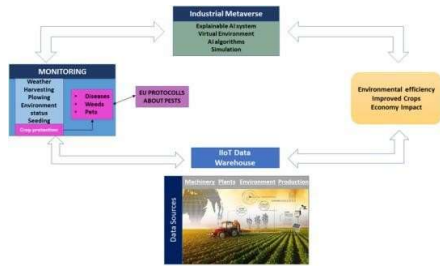 Industrial Metaverse
Explainable AI system
Virtual Environment
AI algorithms
Simulation
MONITORING
Weather
Harvesting
Plowing
Environment
status
Seeding
Crop protection
• Diseases
• Weeds
• Pets
EU PROTOCOLLS
ABOUT PESTS
Environmental efficiency
Improved Crops
Economy Impact
IIoT Data
Warehouse
Data Sources
Machinery Plants Environment Production